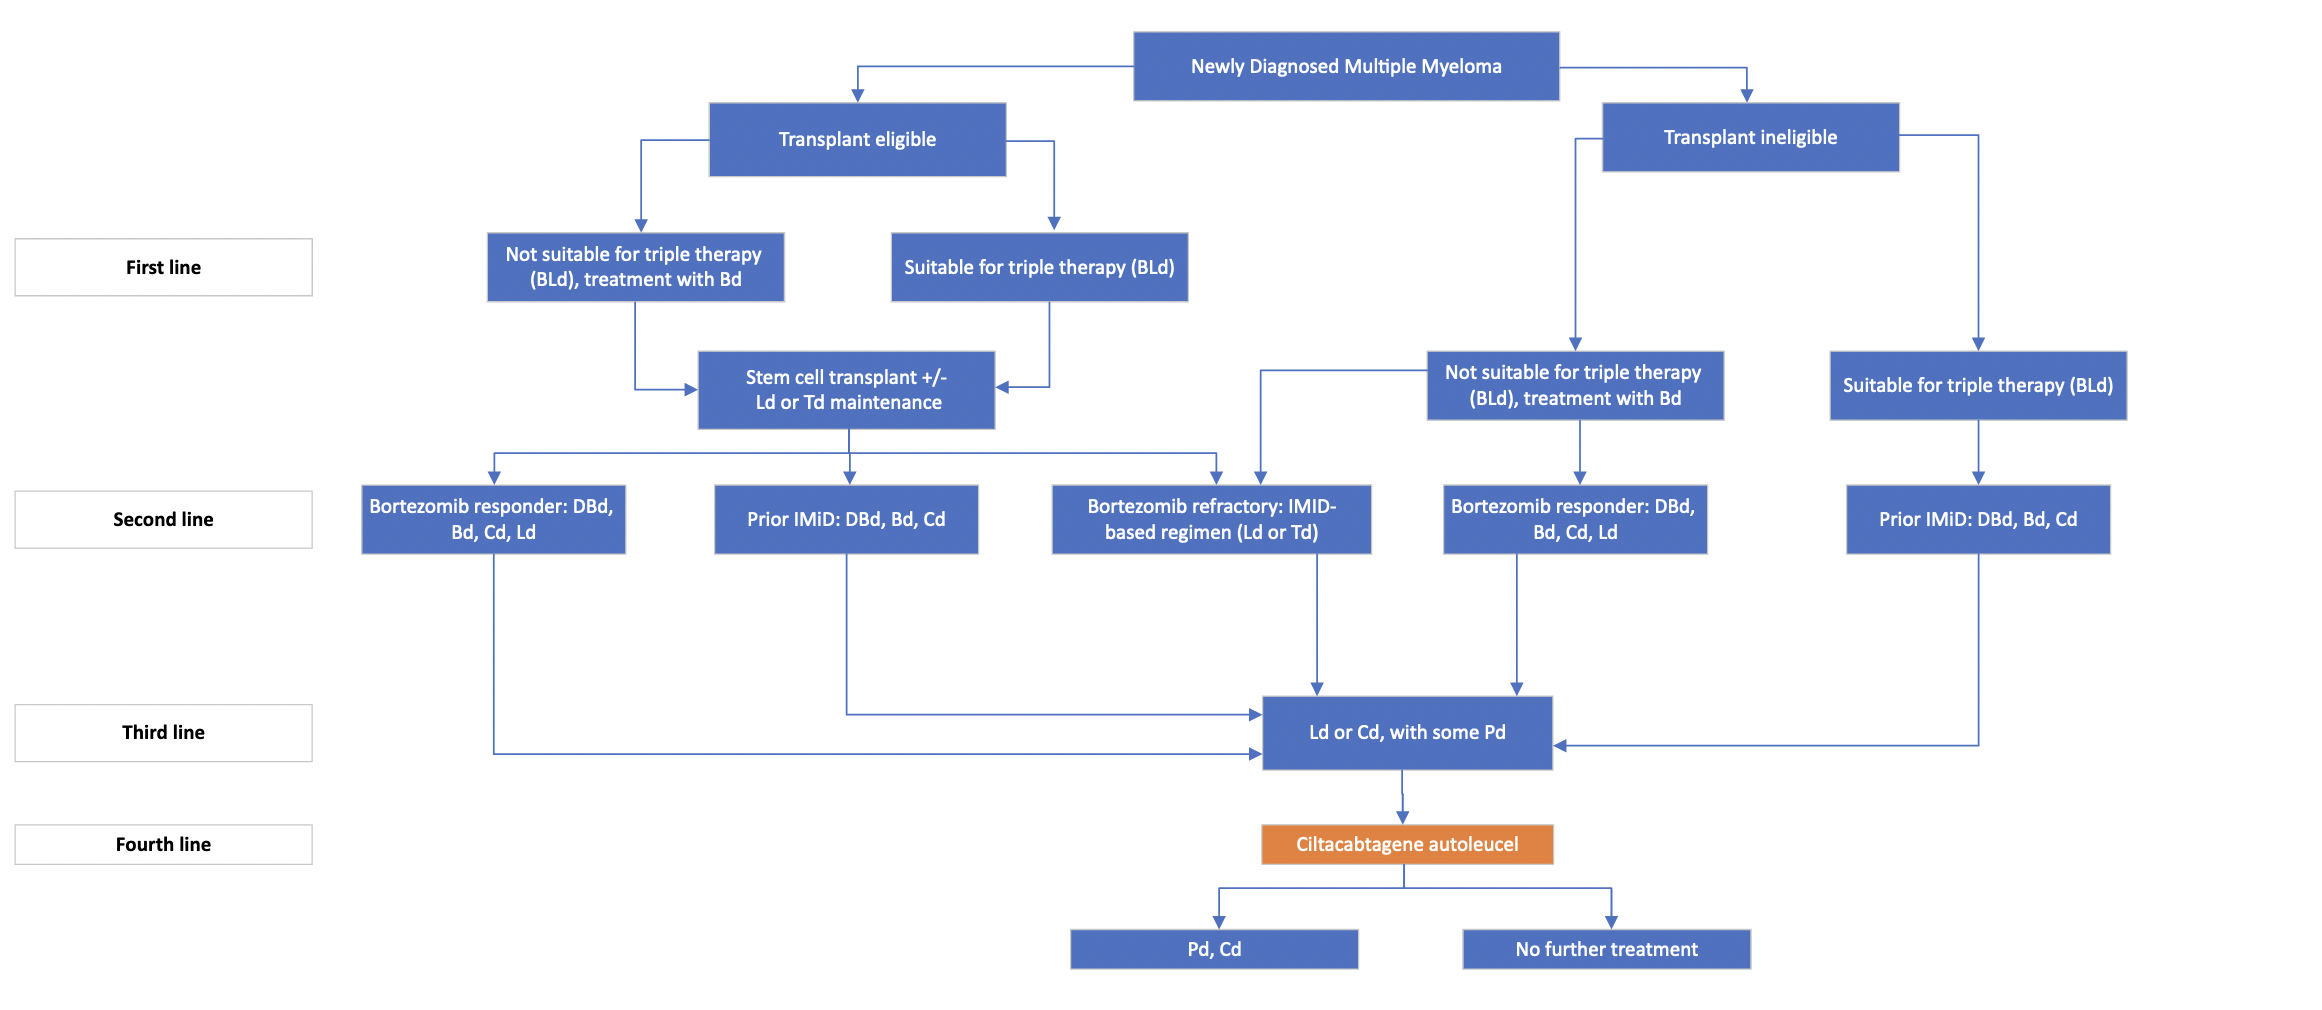 Newly Diagnosed Multiple Myeloma
Transplant eligible
Transplant ineligible
First line
Not suitable for triple therapy
(BLd), treatment with Bd
Suitable for triple therapy (BLd)
Stem cell transplant +/-
Ld or Td maintenance
Not suitable for triple therapy
(BLd), treatment with Bd
Suitable for triple therapy (BLd)
Second line
Bortezomib responder: DBd,
Bd, Cd, Ld
Prior IMiD: DBd, Bd, Cd
Bortezomib refractory: IMID-
based regimen (Ld or Td)
Bortezomib responder: DBd,
Bd, Cd, Ld
Prior IMiD: DBd, Bd, Cd
Third line
Ld or Cd, with some Pd
Fourth line
Ciltacabtagene autoleucel
Pd, Cd
No further treatment